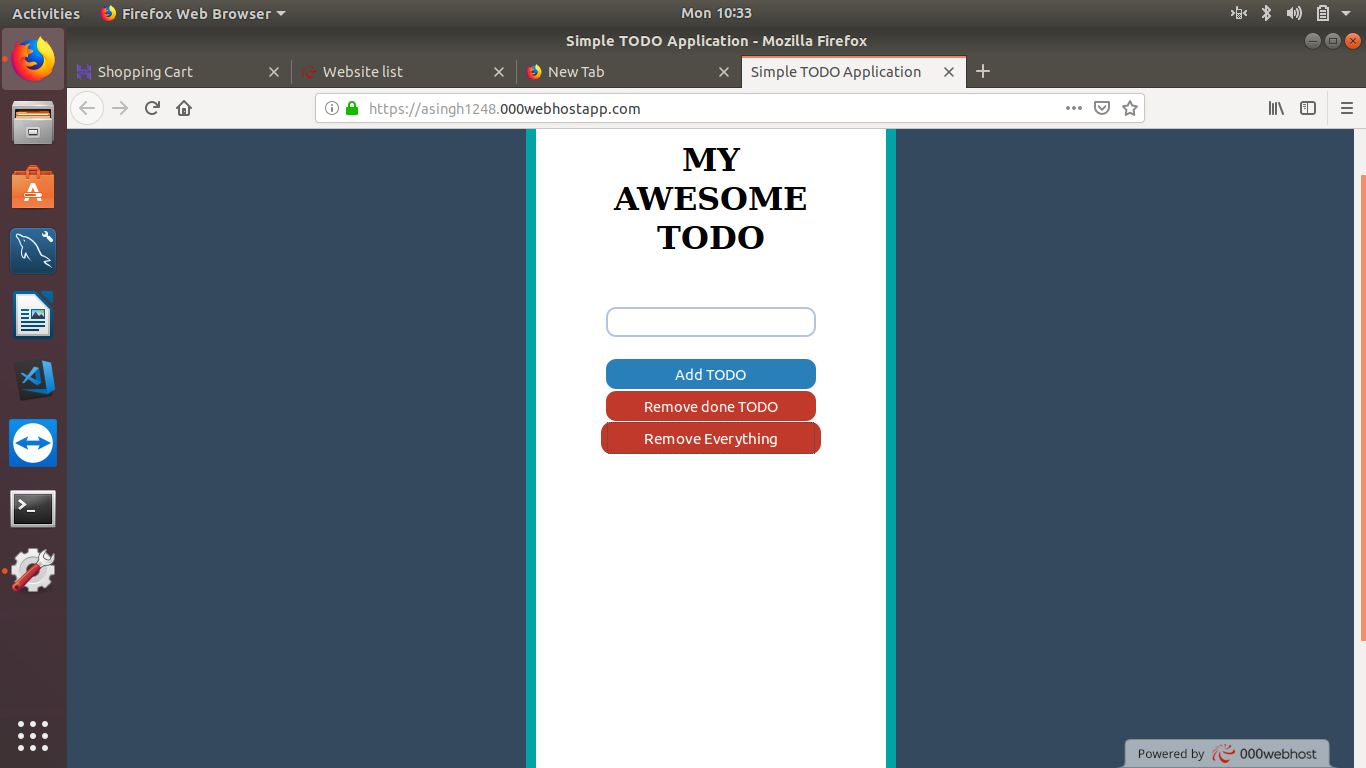 Activities
Firefox Web Browser
Mon 10:33
Simple TODO Application - Mozilla Firefox
Shopping Cart
Website list
New Tab
Simple TODO Application
https://asingh1248.000webhostapp.com
MY
AWESOME
TODO
Add TODO
Remove done TODO
Remove Everything
Powered by 000webhost